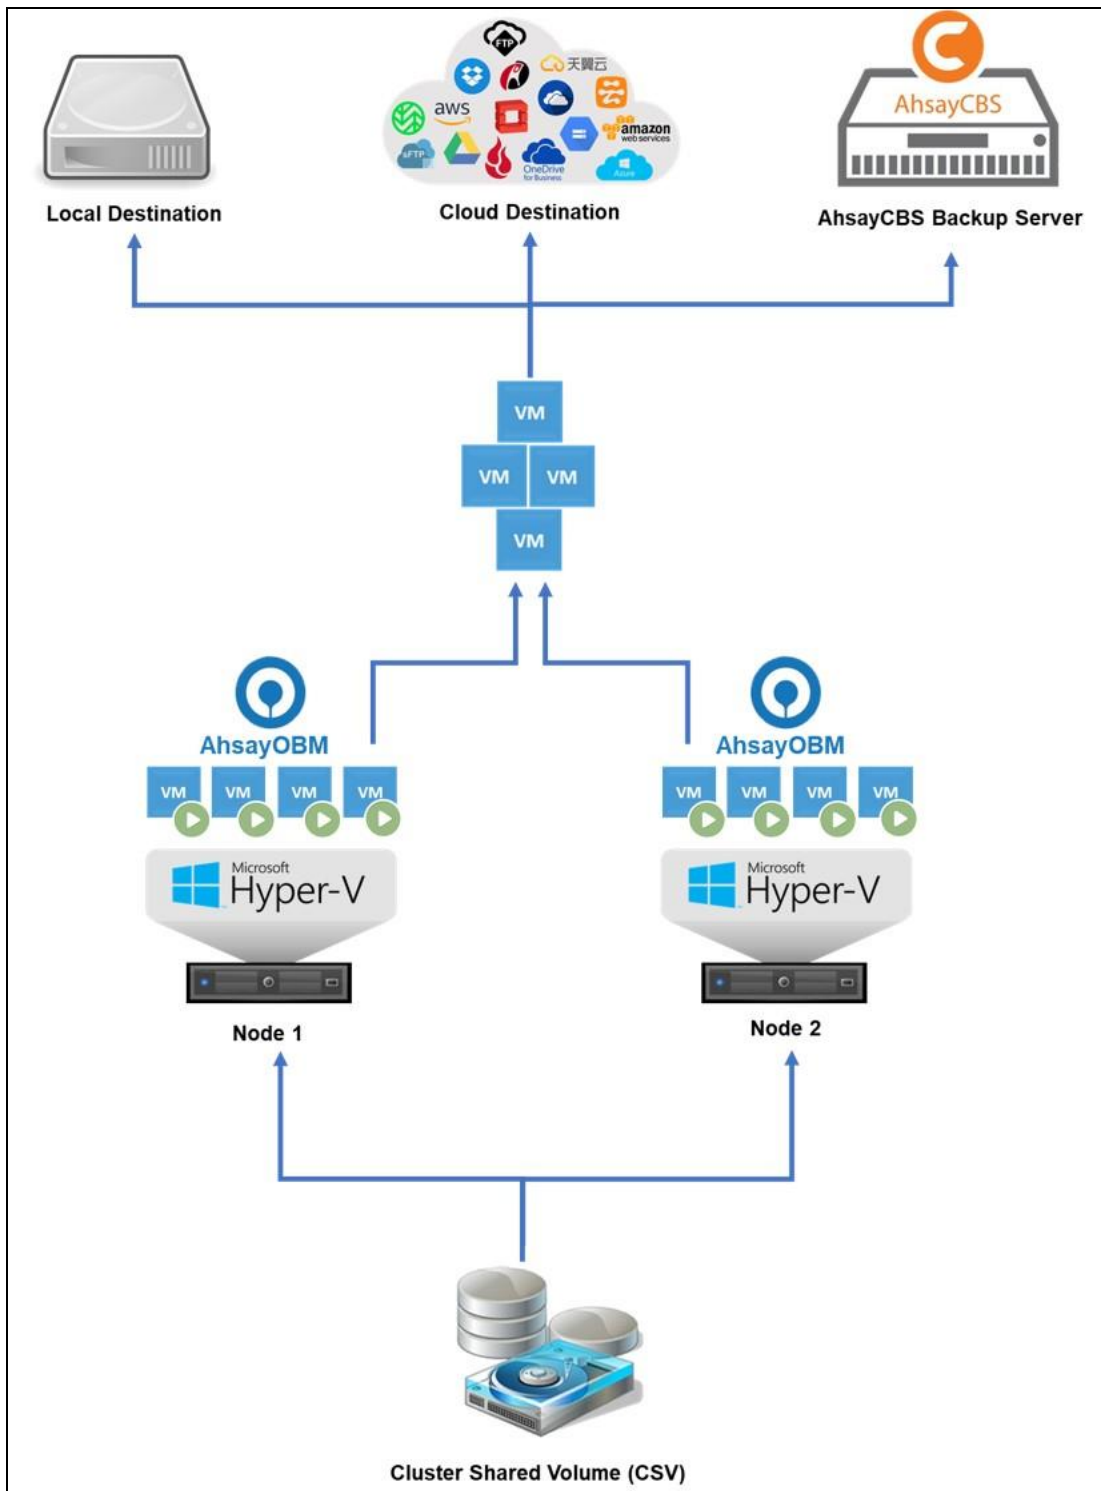 FTP
天翼云
aws
amazon
web services
sFTP
OneDrive
for Business
Azure
AhsayCBS
Local Destination
Cloud Destination
AhsayCBS Backup Server
VM
VM VM
VM
AhsayOBM
AhsayOBM
VM VM VM VM
VM VM VM VM
Microsoft
Hyper-V
Microsoft
Hyper-V
Node 1
Node 2
Cluster Shared Volume (CSV)